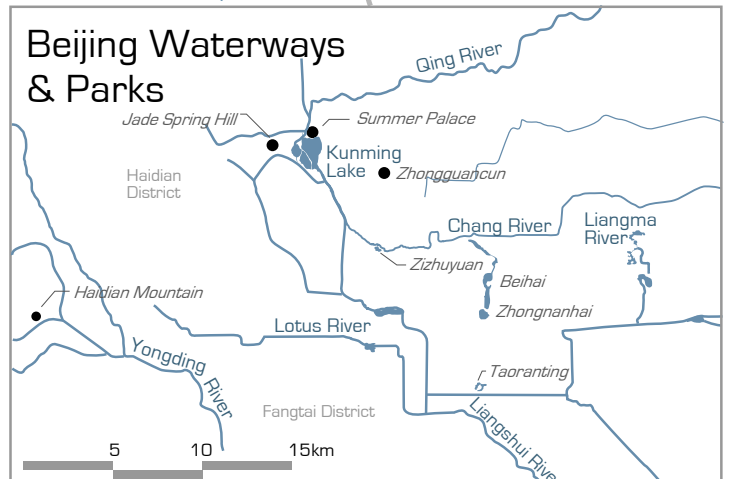 Beijing Waterways
& Parks
Qing River
Jade Spring Hill
Summer Palace
Kunming
Lake
Zhongguancun
Haidian
District
Chang River
Liangma
River
Zizhuyuan
Beihai
Haidian Mountain
Zhongnanhai
Lotus River
Yongding
River
Taoranting
Fangtai District
Liangshui River
5
10
15km